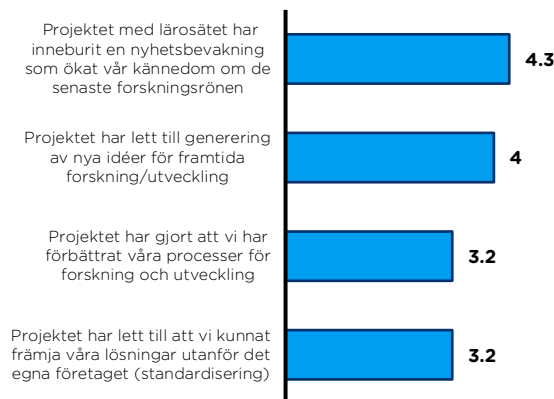 Projektet med lärosätet har
inneburit en nyhetsbevakning
som ökat vår kännedom om de
senaste forskningsrönen
4.3
Projektet har lett till generering
av nya idéer för framtida
forskning/utveckling
4
Projektet har gjort att vi har
förbättrat våra processer för
forskning och utveckling
3.2
Projektet har lett till att vi kunnat
främja våra lösningar utanför det
egna företaget (standardisering)
3.2